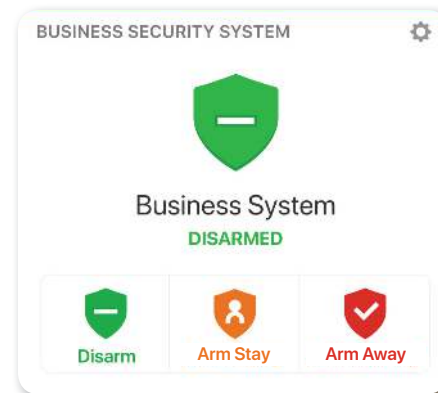 BUSINESS SECURITY SYSTEM
Business System
DISARMED
Disarm
Arm Stay
Arm Away